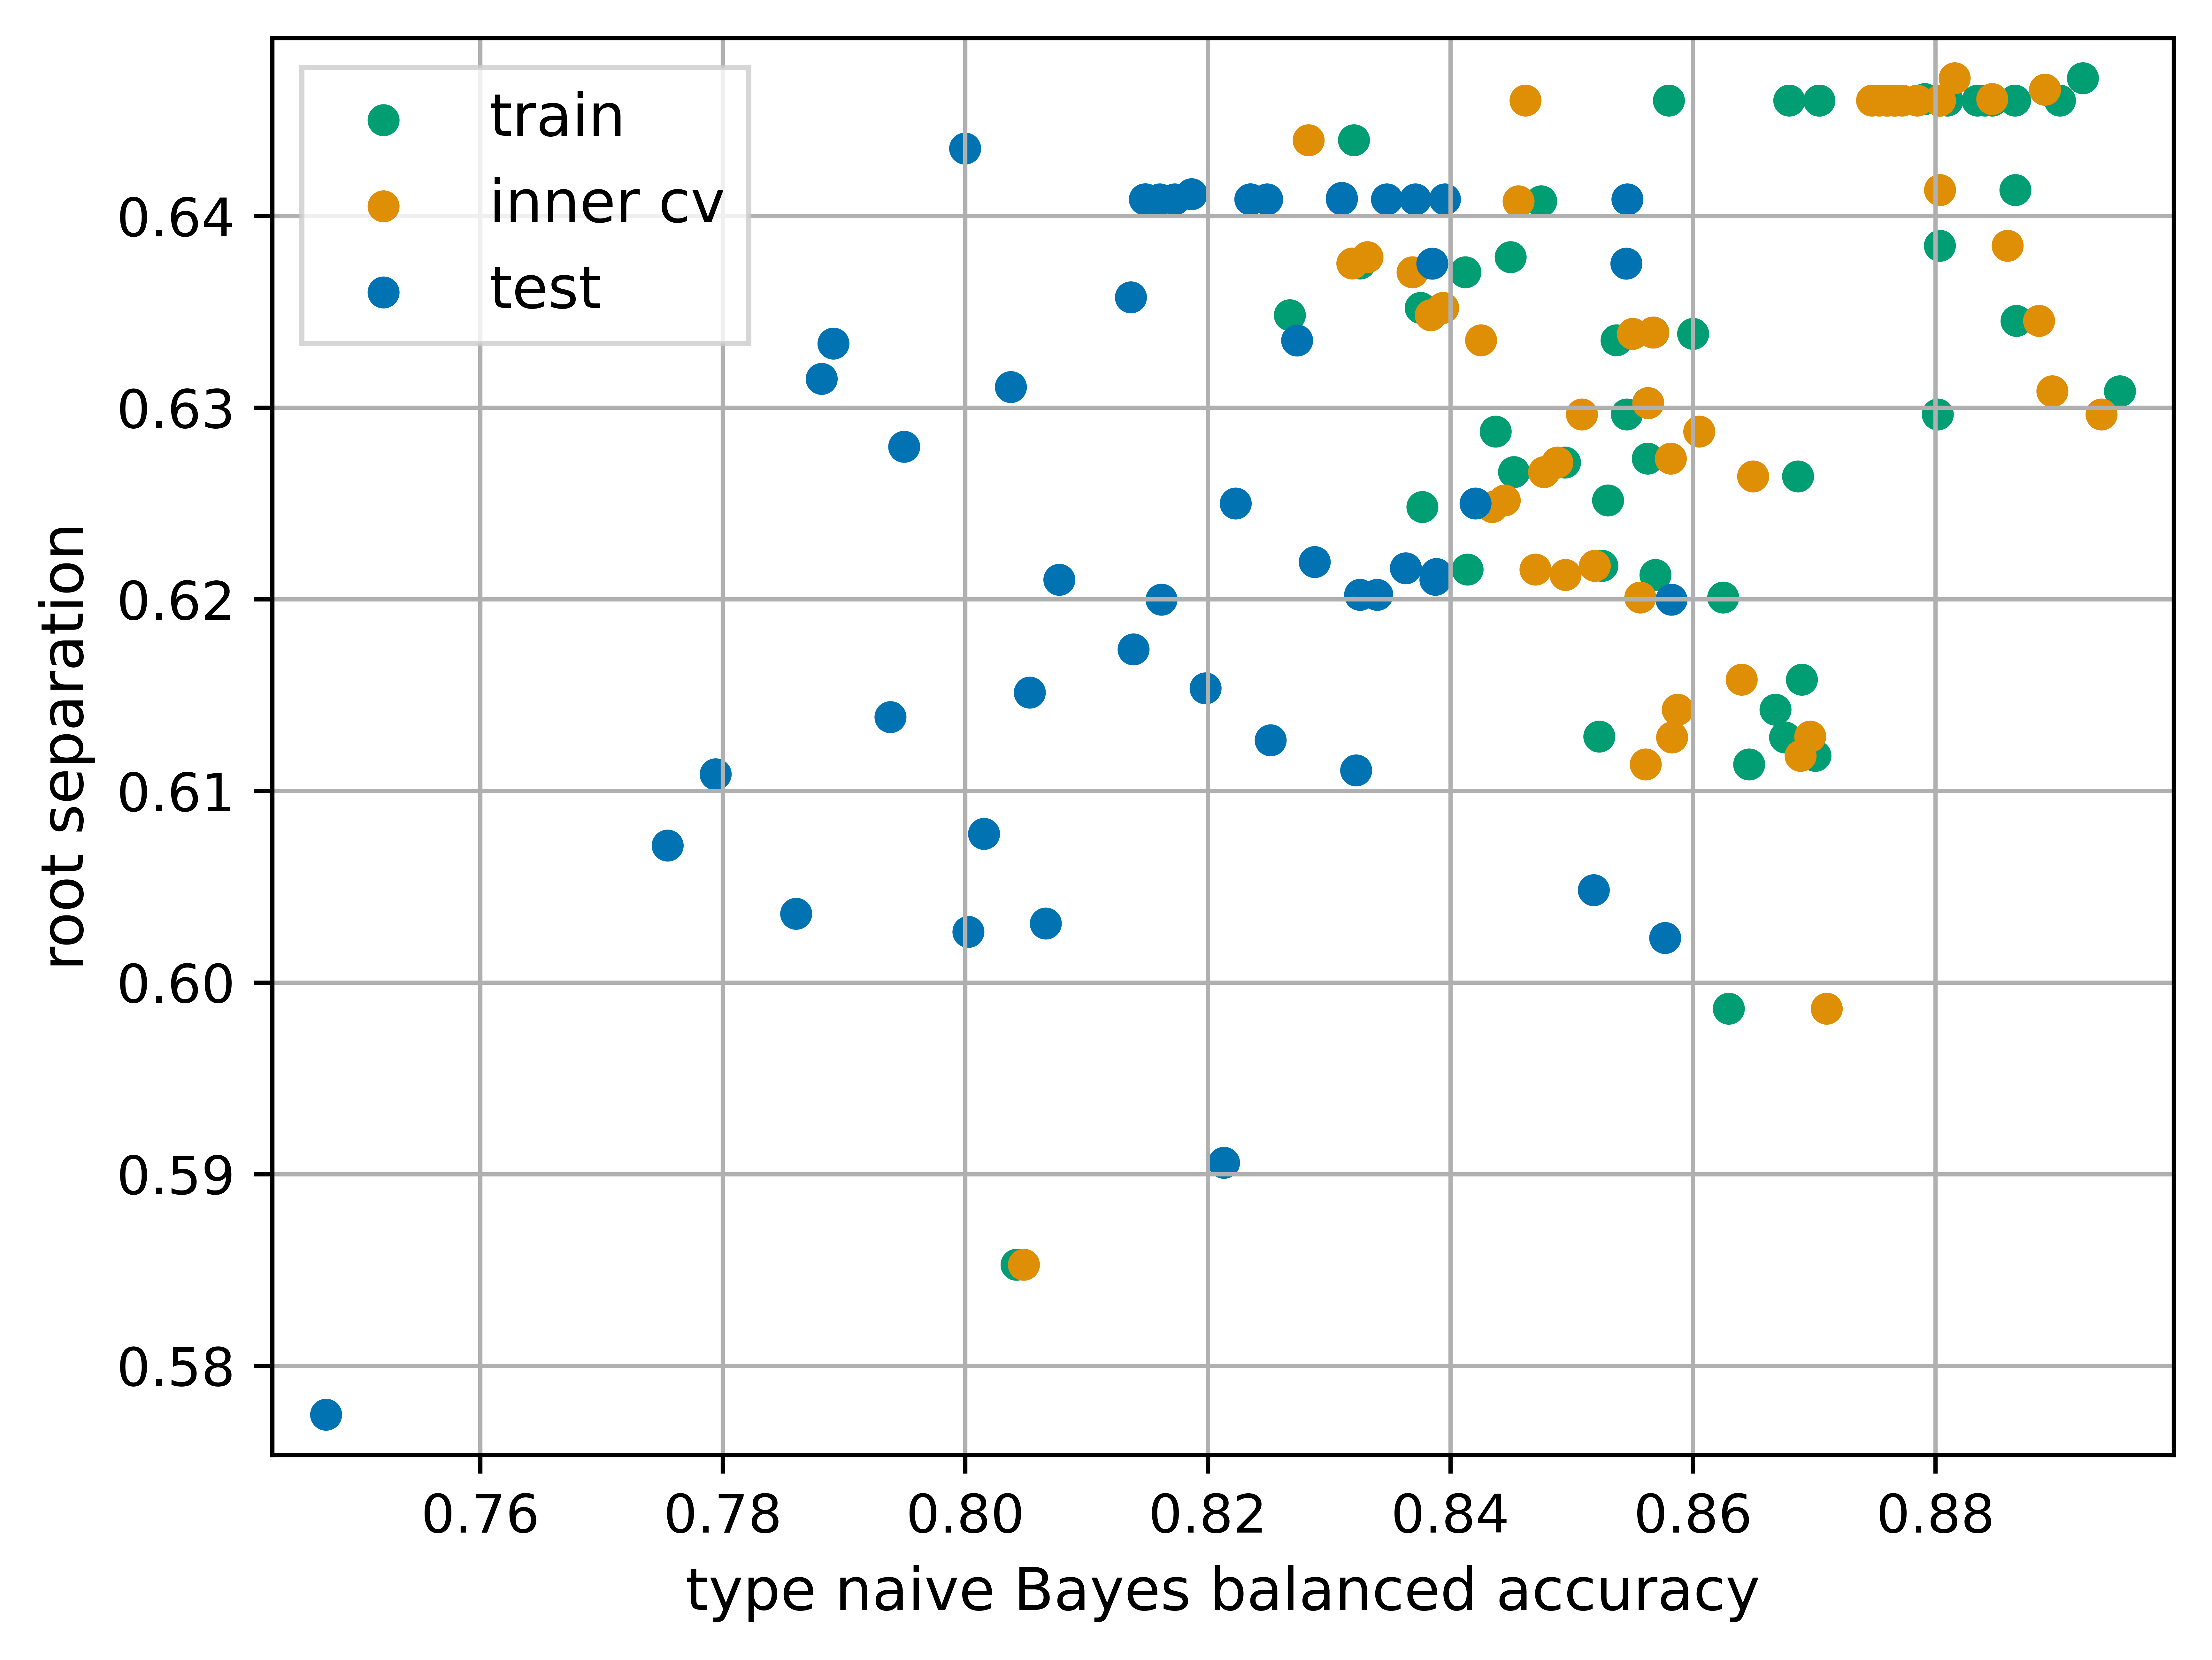 train
inner cv
test
0.64
0.63
0.62
0.61
0.60
0.59
0.58
root separation
0.76 0.78 0.80 0.82 0.84 0.86 0.88
type naive Bayes balanced accuracy